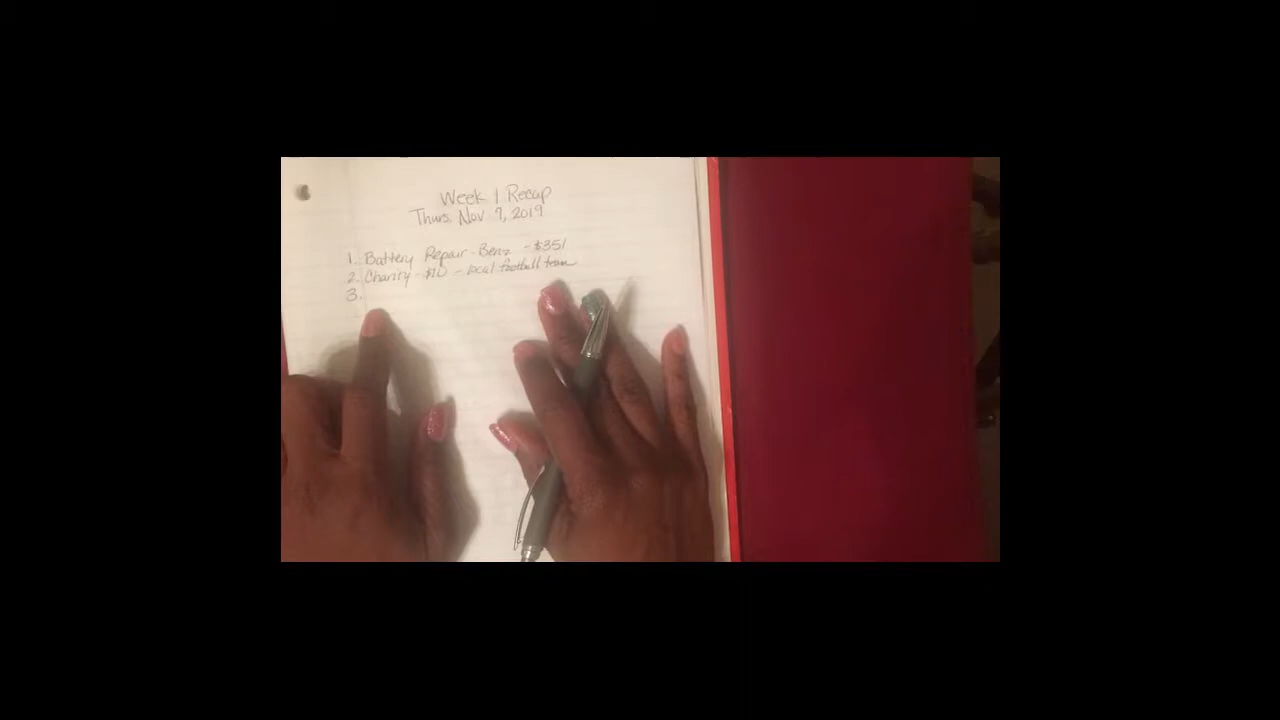 Week 1 Recap
Thurs. Nov 7, 2019
1. Battery Repair - Benz - $351
2. Charity - $10 - local football team
3.